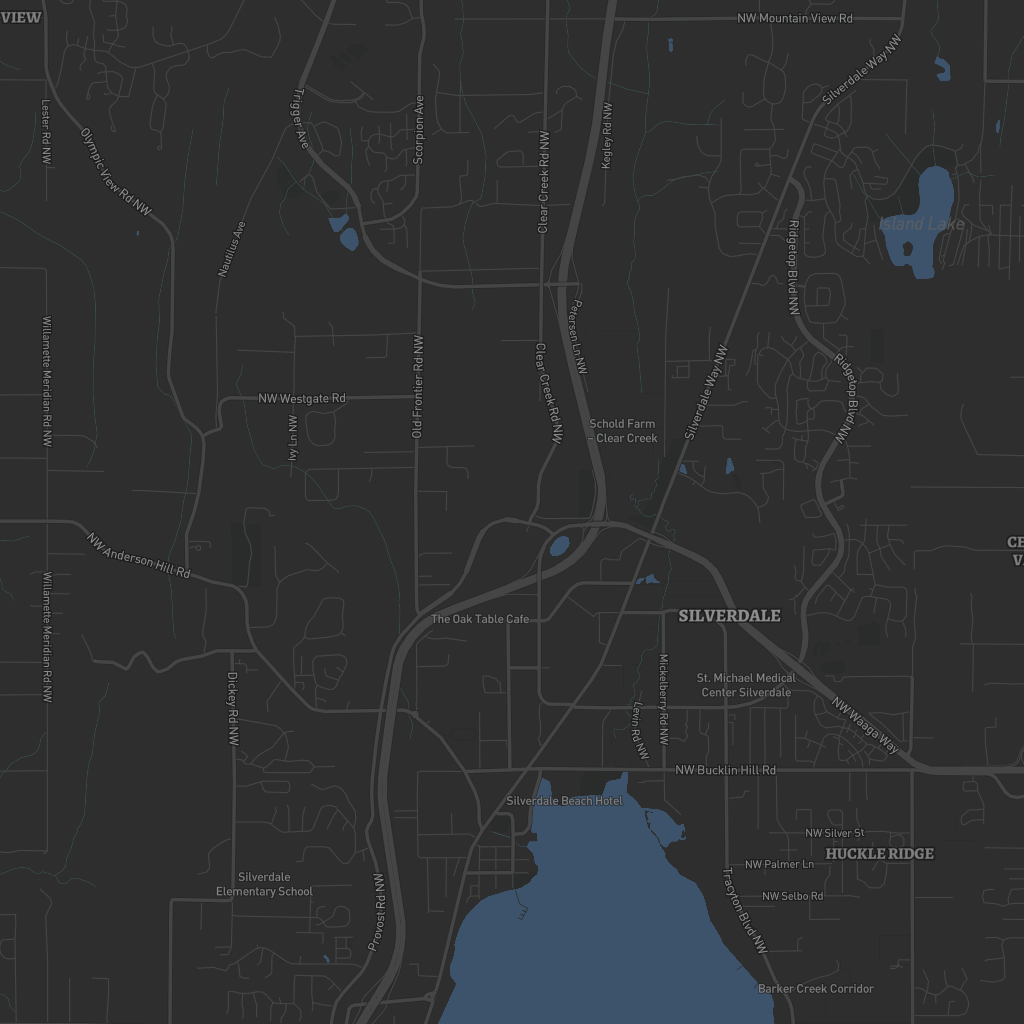 VIEW
NW Mountain View Rd
Silverdale Way NW
Lester Rd NW
Trigger Ave
Scorpion Ave
Kegley Rd NW
Olympic View Rd NW
Clear Creek Rd NW
Island Lake
Nautilus Ave
Ridgetop Blvd NW
Petersen Ln NW
Willamette Meridian Rd NW
Old Frontier Rd NW
Clear Creek Rd NW
Silverdale Way NW
Ridgetop Blvd NW
NW Westgate Rd
Ivy Ln NW
Schold Farm
- Clear Creek
NW Anderson Hill Rd
CE
V
Willamette Meridian Rd NW
The Oak Table Cafe
SILVERDALE
Dickey Rd NW
Mickelberry Rd NW
St. Michael Medical
Center Silverdale
Levin Rd NW
NW Waaga Way
NW Bucklin Hill Rd
Silverdale Beach Hotel
NW Silver St
HUCKLE RIDGE
NW Palmer Ln
Silverdale
Elementary School
NW Selbo Rd
Provost Rd NW
Tracyton Blvd NW
Barker Creek Corridor